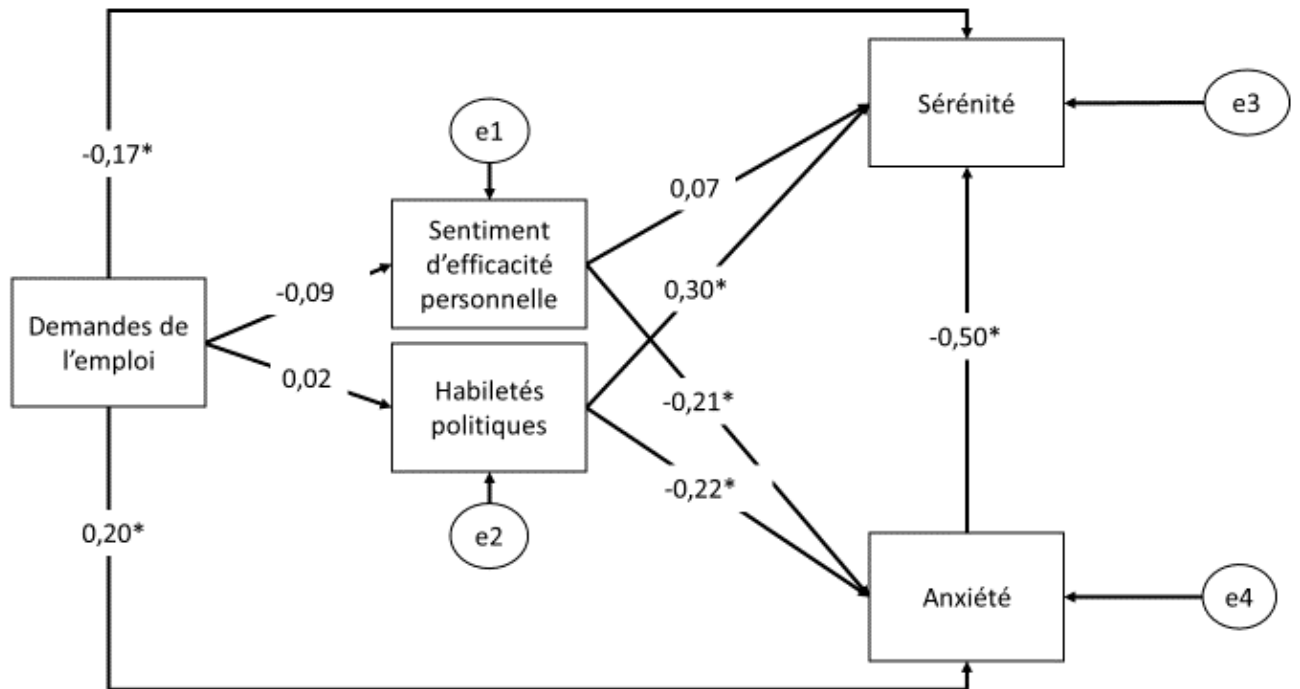 Sérénité
e3
e1
-0,17*
0,07
Sentiment
d’efficacité
personnelle
-0,09
0,30*
Demandes de
l’emploi
-0,50*
0,02
Habiletés
politiques
-0,21*
-0,22*
0,20*
e2
Anxiété
e4